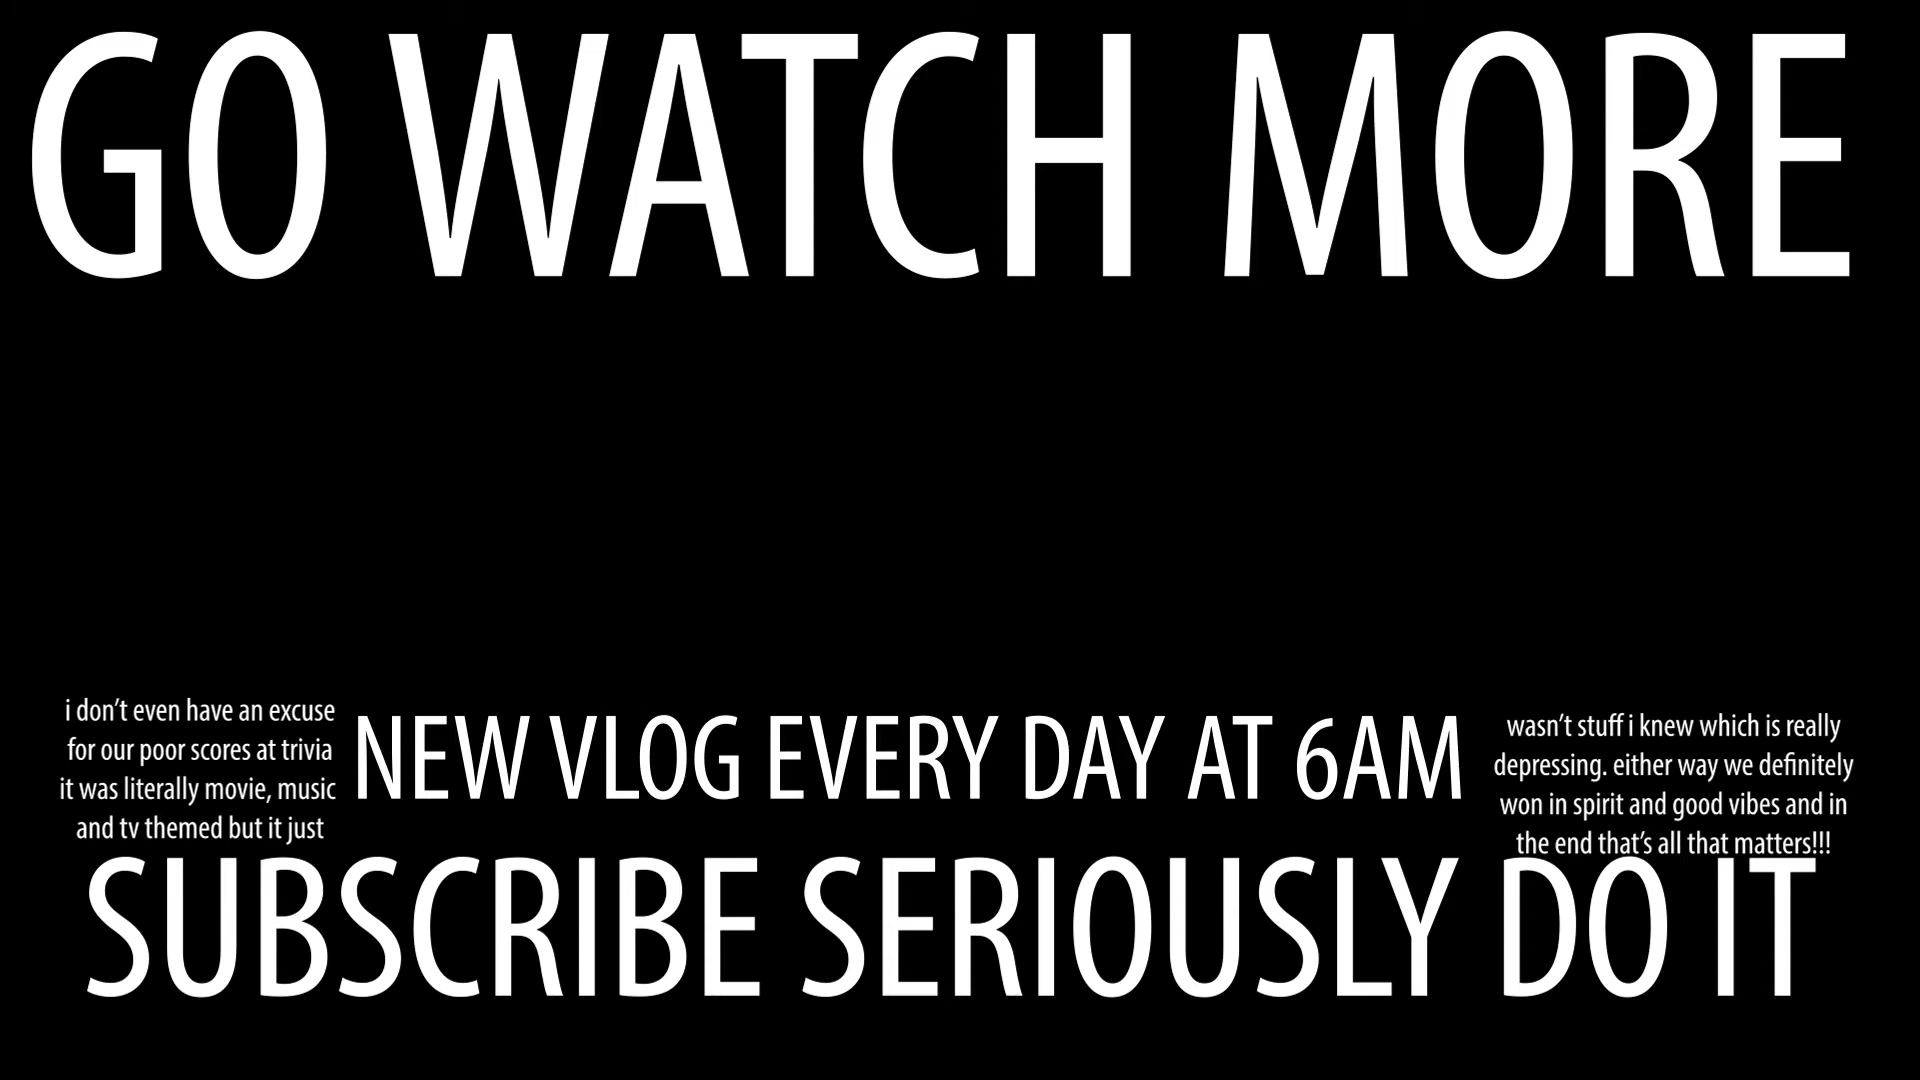 GO WATCH MORE
i don't even have an excuse
for our poor scores at trivia
it was literally movie, music
and tv themed but it just
NEW VLOG EVERY DAY AT 6AM
wasn't stuff i knew which is really
depressing. either way we definitely
won in spirit and good vibes and in
the end that's all that matters!!!
SUBSCRIBE SERIOUSLY DO IT